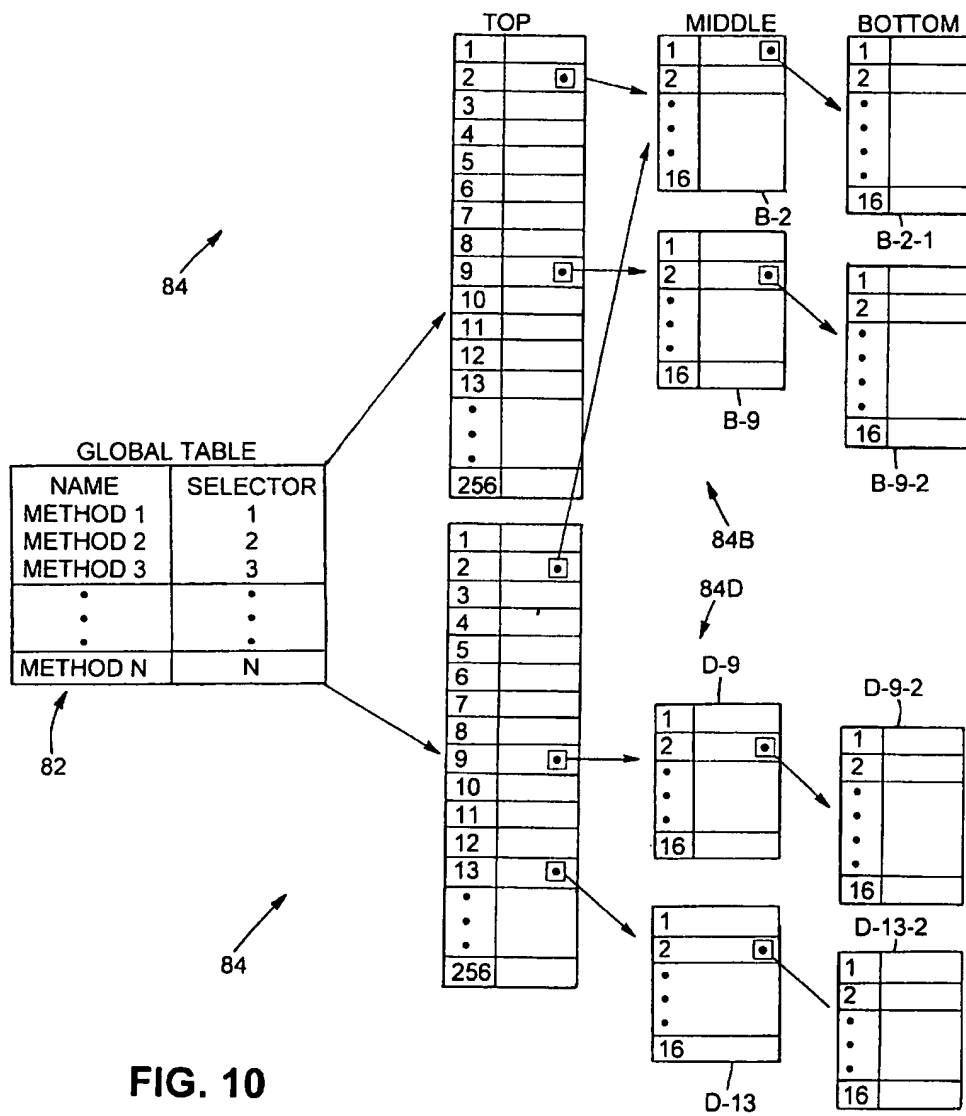 TOP
1
2
3
4
5
6
7
8
9
10
11
12
13
256
MIDDLE
1
2
16
B-2
1
2
16
B-9
BOTTOM
1
2
16
B-2-1
1
2
16
B-9-2
84
84B
GLOBAL TABLE
NAME SELECTOR
METHOD 1 1
METHOD 2 2
METHOD 3 3
METHOD N N
82
84
1
2
3
4
5
6
7
8
9
10
11
12
13
256
84D
D-9
1
2
16
D-9-2
1
2
16
1
2
16
D-13
D-13-2
1
2
16
FIG. 10